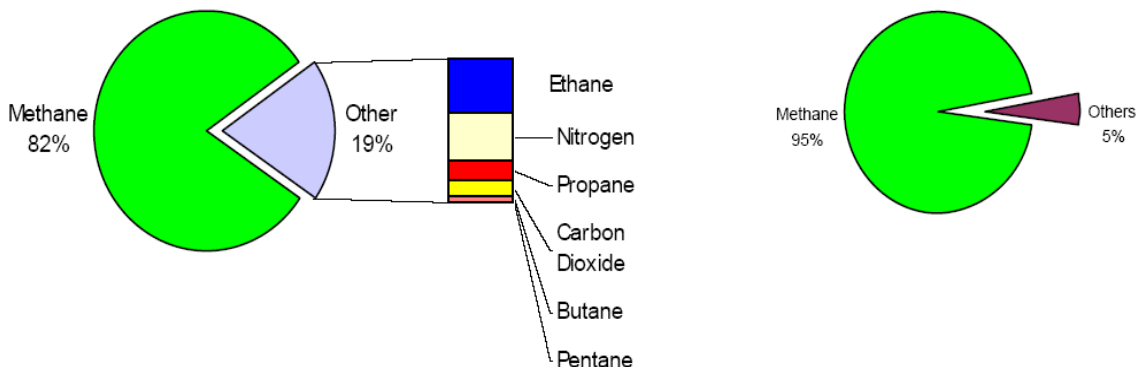 Methane
82%
Other
19%
Ethane
Nitrogen
Propane
Carbon
Dioxide
Butane
Pentane
Methane
95%
Others
5%